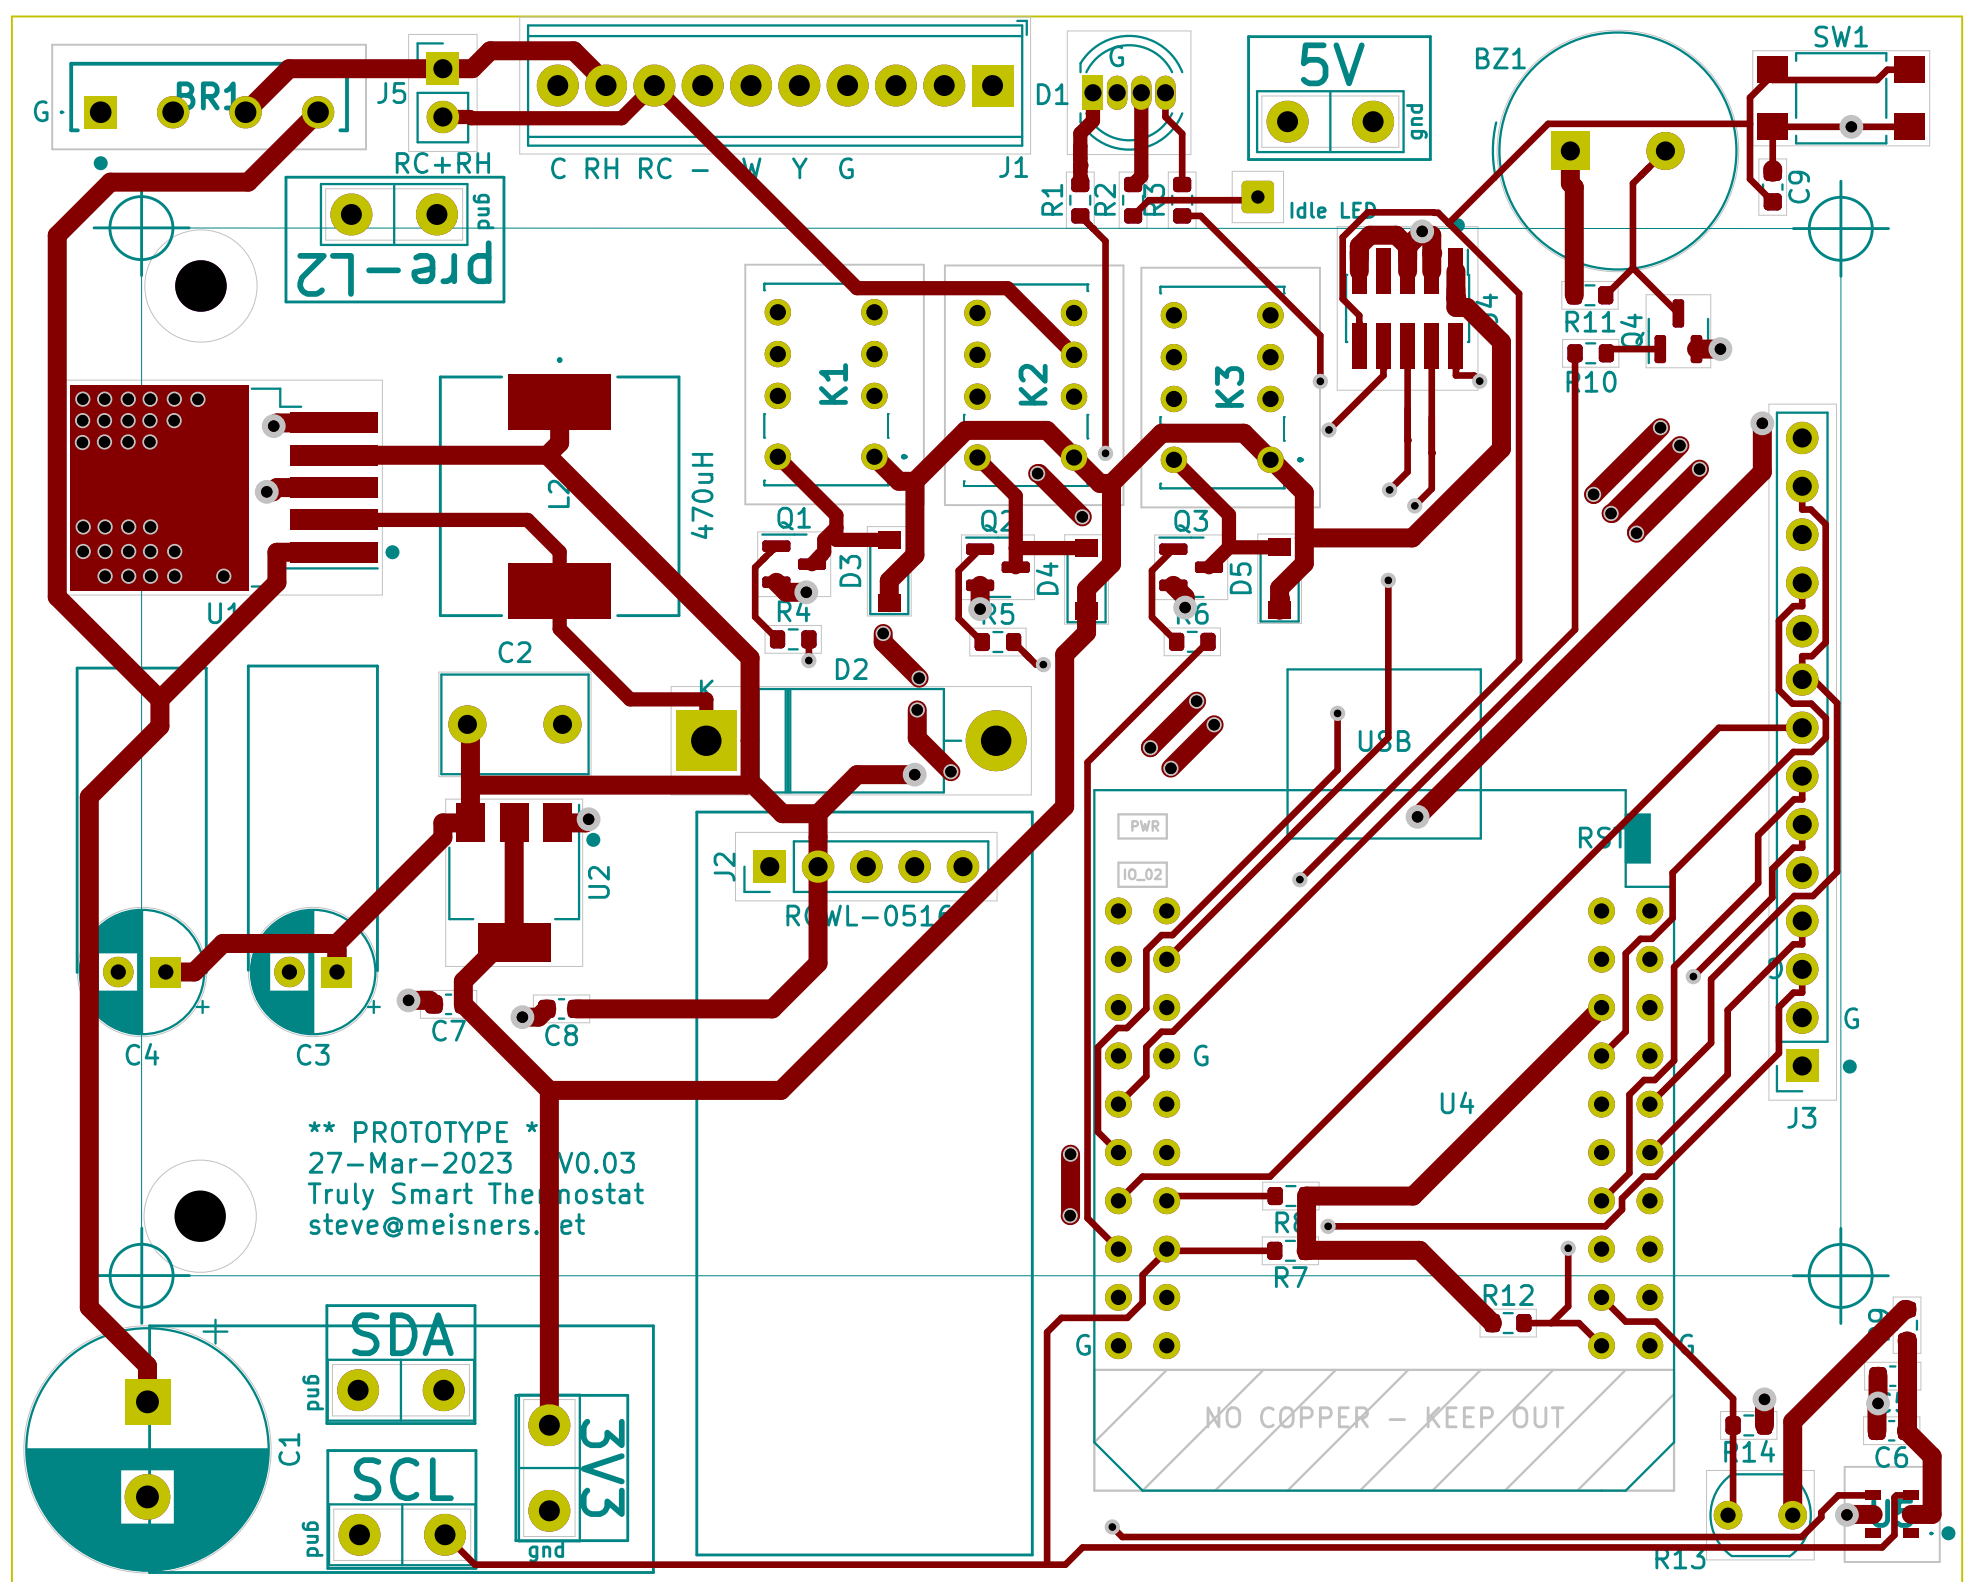 SW1
BZ1
5V
gnd
G
D1
BR1
G
J5
RC+RH
C RH RC - W Y G
J1
R1
R2
R3
Idle LED
C9
pre-L2
gnd
R11
Q4
R10
K1
K2
K3
L2
470uH
Q1
Q2
Q3
D3
D4
D5
U1
R4
R5
R6
C2
D2
K
USB
PWR
IO_02
RST
J2
U2
RCWL-0516
C7
C8
C4
C3
+
+
G
G
U4
J3
** PROTOTYPE *
27-Mar-2023 V0.03
Truly Smart Thermostat
steve@meisners.net
R8
R7
R12
G
G
SDA
gnd
SCL
gnd
3V3
gnd
C1
+
NO COPPER - KEEP OUT
R14
C6
R13
U5